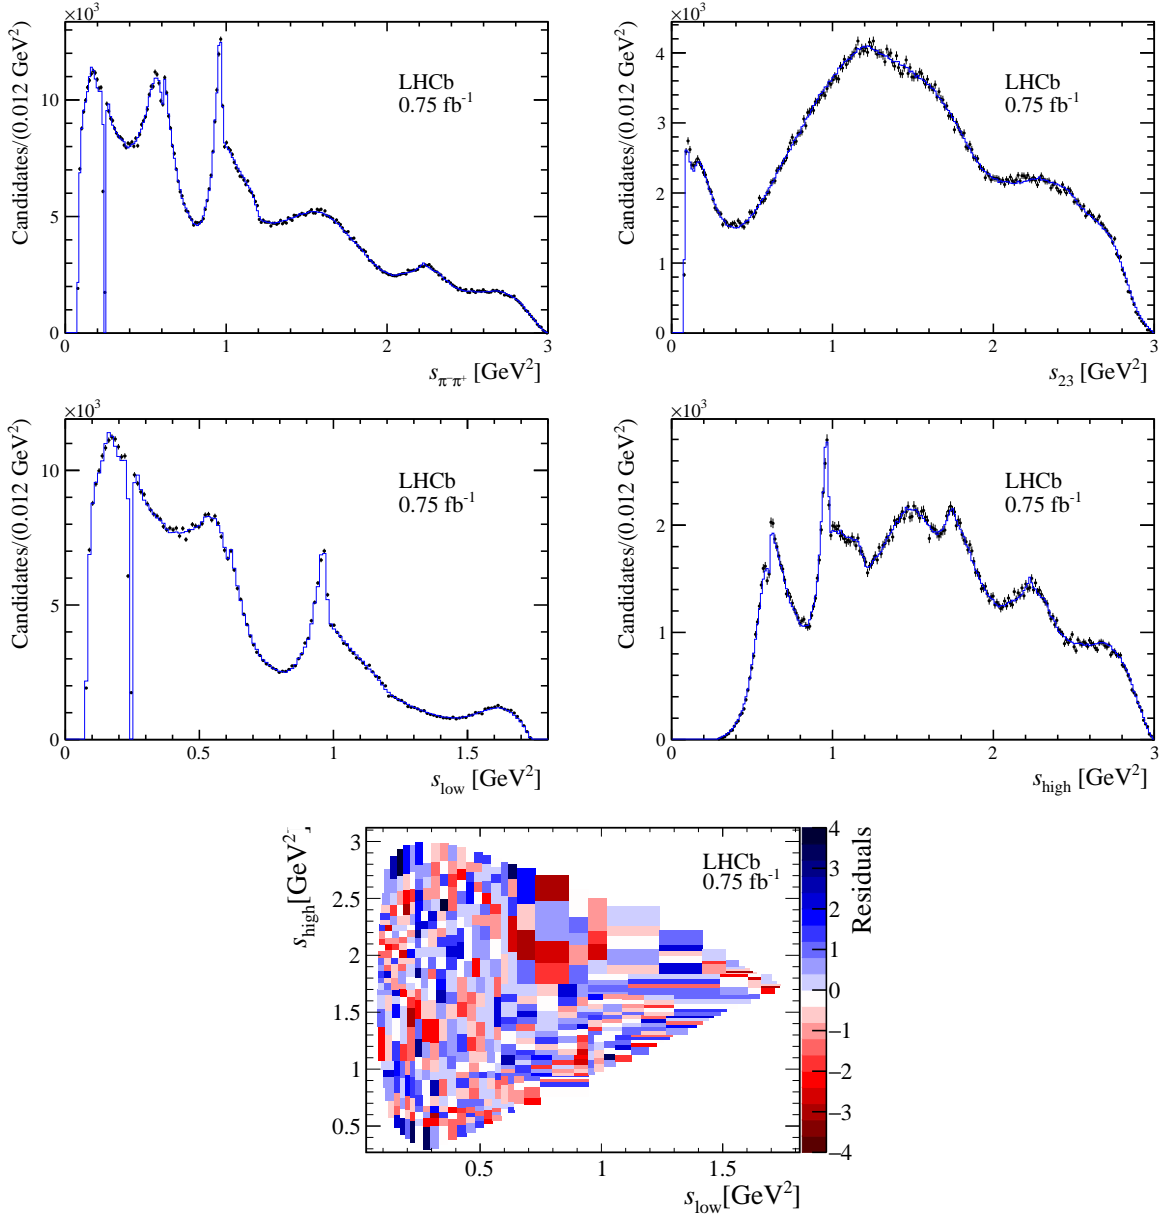 ×10³ ×10³
Candidates/(0.012 GeV²) Candidates/(0.012 GeV²)
LHCb LHCb
0.75 fb⁻¹ 0.75 fb⁻¹
10 4
3
5 2
1
0 0
0 1 2 3 0 1 2 3
s_π⁻π⁺ [GeV²] s₂₃ [GeV²]
×10³ ×10³
Candidates/(0.012 GeV²) Candidates/(0.012 GeV²)
LHCb LHCb
0.75 fb⁻¹ 0.75 fb⁻¹
10 2
5 1
0 0
0 0.5 1 1.5 0 1 2 3
s_low [GeV²] s_high [GeV²]
s_high[GeV²]
LHCb
0.75 fb⁻¹
Residuals
3 4
2.5 3
2 2
1.5 1
1 0
0.5 −1
−2
−3
−4
0.5 1 1.5
s_low[GeV²]